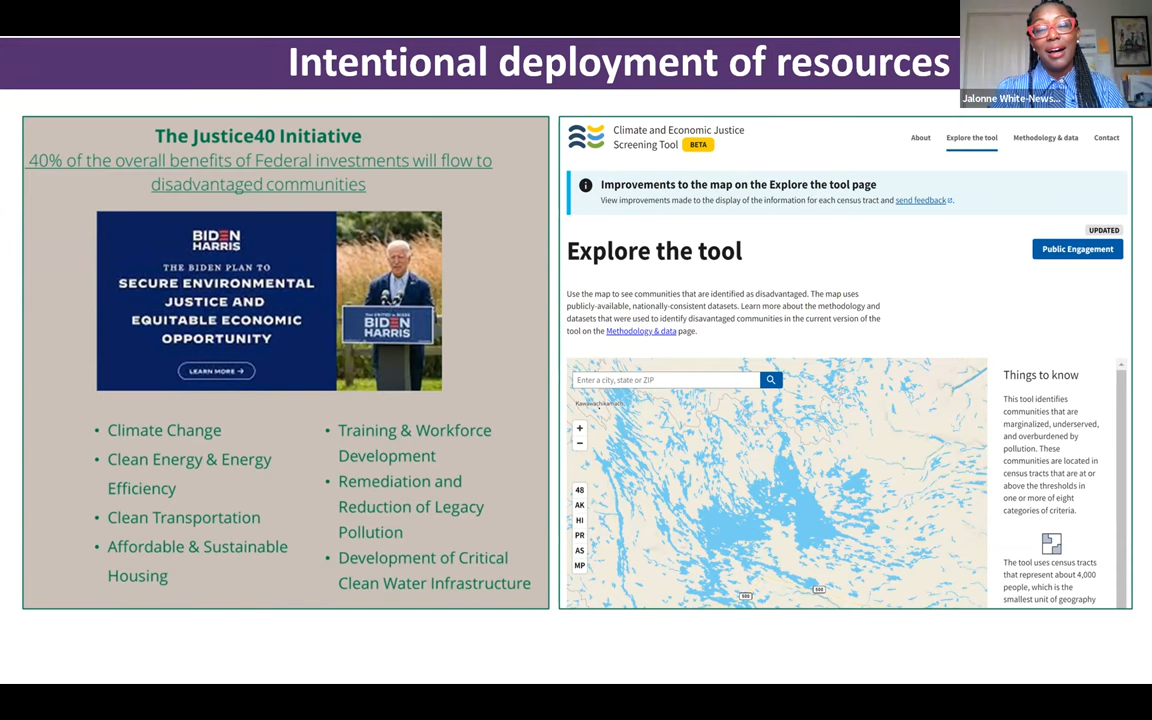 Intentional deployment of resources
Jalonne White-News...
The Justice40 Initiative
40% of the overall benefits of Federal investments will flow to
disadvantaged communities
BIDEN
HARRIS
THE BIDEN PLAN TO
SECURE ENVIRONMENTAL
JUSTICE AND
EQUITABLE ECONOMIC
OPPORTUNITY
LEARN MORE →
BIDEN
HARRIS
• Climate Change
• Clean Energy & Energy
Efficiency
• Clean Transportation
• Affordable & Sustainable
Housing
• Training & Workforce
Development
• Remediation and
Reduction of Legacy
Pollution
• Development of Critical
Clean Water Infrastructure
Climate and Economic Justice
Screening Tool BETA
About Explore the tool Methodology & data Contact
Improvements to the map on the Explore the tool page
View improvements made to the display of the information for each census tract and send feedback.
UPDATED
Public Engagement
Explore the tool
Use the map to see communities that are identified as disadvantaged. The map uses
publicly-available, nationally-consistent datasets. Learn more about the methodology and
datasets that were used to identify disavantaged communities in the current version of the
tool on the Methodology & data page.
Enter a city, state or ZIP
+
−
48
AK
HI
PR
AS
MP
500
500
Things to know
This tool identifies
communities that are
marginalized, underserved,
and overburdened by
pollution. These
communities are located in
census tracts that are at or
above the thresholds in
one or more of eight
categories of criteria.
The tool uses census tracts
that represent about 4,000
people, which is the
smallest unit of geography